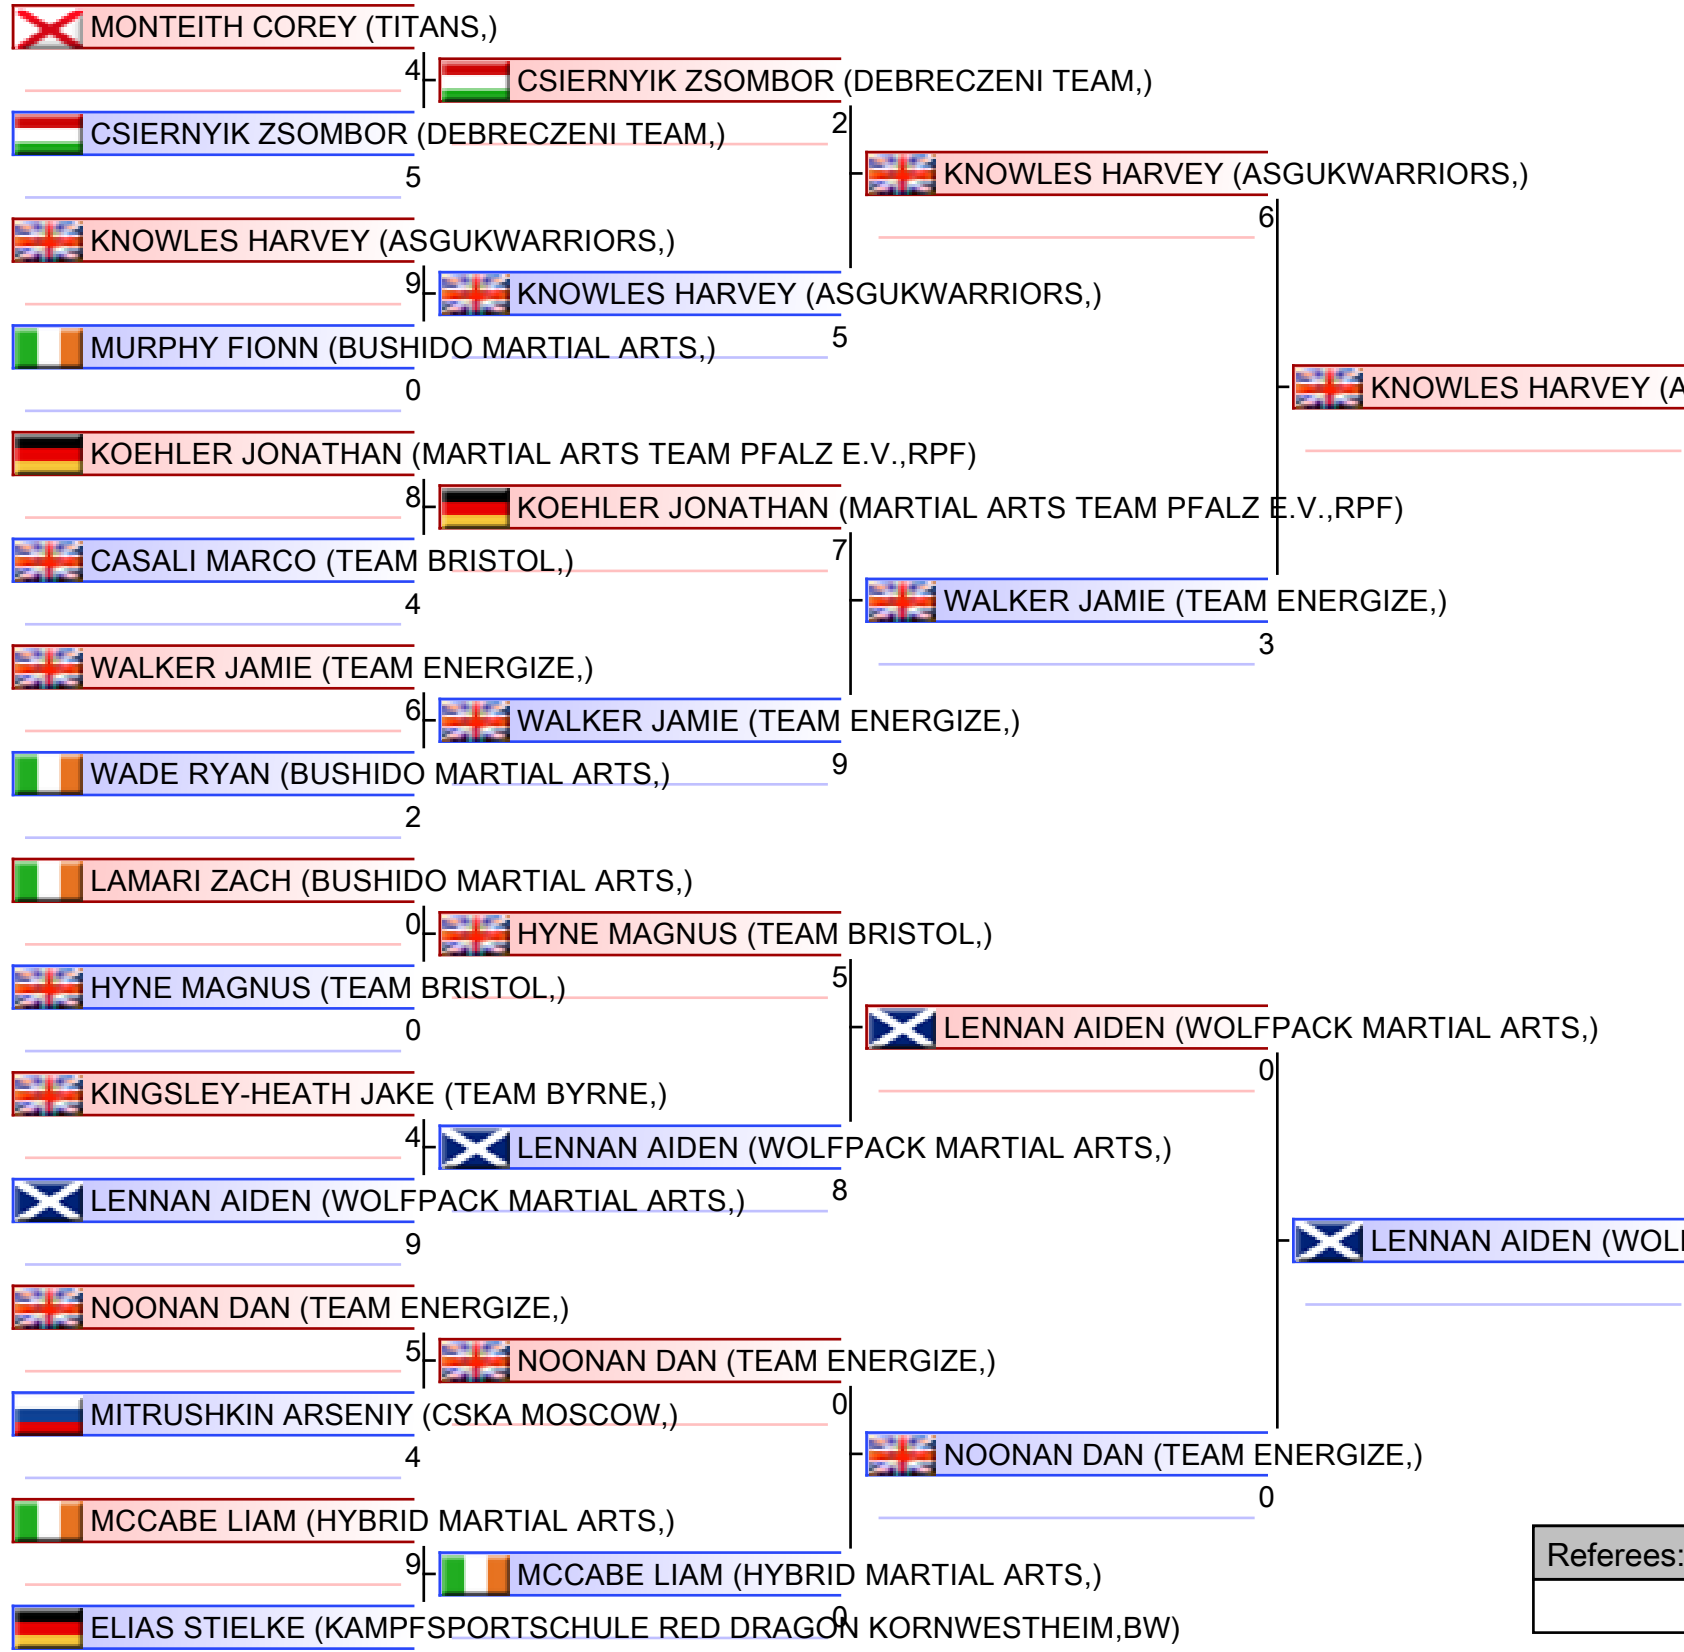 MONTEITH COREY (TITANS,)
4
CSIERNYIK ZSOMBOR (DEBRECZENI TEAM,)
CSIERNYIK ZSOMBOR (DEBRECZENI TEAM,)
2
5
KNOWLES HARVEY (ASGUKWARRIORS,)
6
KNOWLES HARVEY (ASGUKWARRIORS,)
9
KNOWLES HARVEY (ASGUKWARRIORS,)
MURPHY FIONN (BUSHIDO MARTIAL ARTS,)
5
0
KNOWLES HARVEY (A
KOEHLER JONATHAN (MARTIAL ARTS TEAM PFALZ E.V.,RPF)
8
KOEHLER JONATHAN (MARTIAL ARTS TEAM PFALZ E.V.,RPF)
CASALI MARCO (TEAM BRISTOL,)
7
4
WALKER JAMIE (TEAM ENERGIZE,)
3
WALKER JAMIE (TEAM ENERGIZE,)
6
WALKER JAMIE (TEAM ENERGIZE,)
WADE RYAN (BUSHIDO MARTIAL ARTS,)
9
2
LAMARI ZACH (BUSHIDO MARTIAL ARTS,)
0
HYNE MAGNUS (TEAM BRISTOL,)
HYNE MAGNUS (TEAM BRISTOL,)
5
0
LENNAN AIDEN (WOLFPACK MARTIAL ARTS,)
0
KINGSLEY-HEATH JAKE (TEAM BYRNE,)
4
LENNAN AIDEN (WOLFPACK MARTIAL ARTS,)
LENNAN AIDEN (WOLFPACK MARTIAL ARTS,)
8
9
LENNAN AIDEN (WOL
NOONAN DAN (TEAM ENERGIZE,)
5
NOONAN DAN (TEAM ENERGIZE,)
MITRUSHKIN ARSENIY (CSKA MOSCOW,)
0
4
NOONAN DAN (TEAM ENERGIZE,)
0
MCCABE LIAM (HYBRID MARTIAL ARTS,)
9
MCCABE LIAM (HYBRID MARTIAL ARTS,)
0
ELIAS STIELKE (KAMPFSPORTSCHULE RED DRAGON KORNWESTHEIM,BW)
Referees: